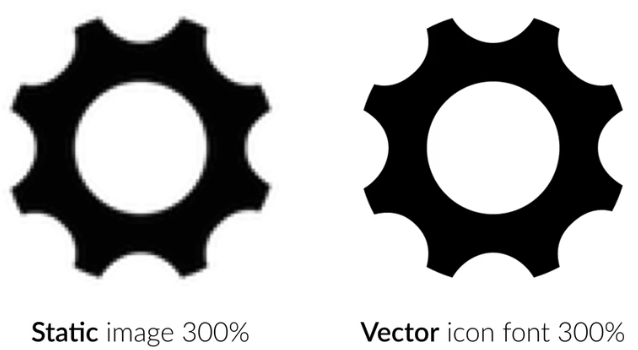 Static image 300%
Vector icon font 300%